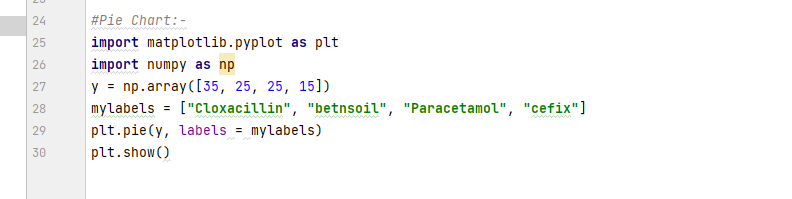 24 #Pie Chart:-
25 import matplotlib.pyplot as plt
26 import numpy as np
27 y = np.array([35, 25, 25, 15])
28 mylabels = ["Cloxacillin", "betnsoil", "Paracetamol", "cefix"]
29 plt.pie(y, labels = mylabels)
30 plt.show()